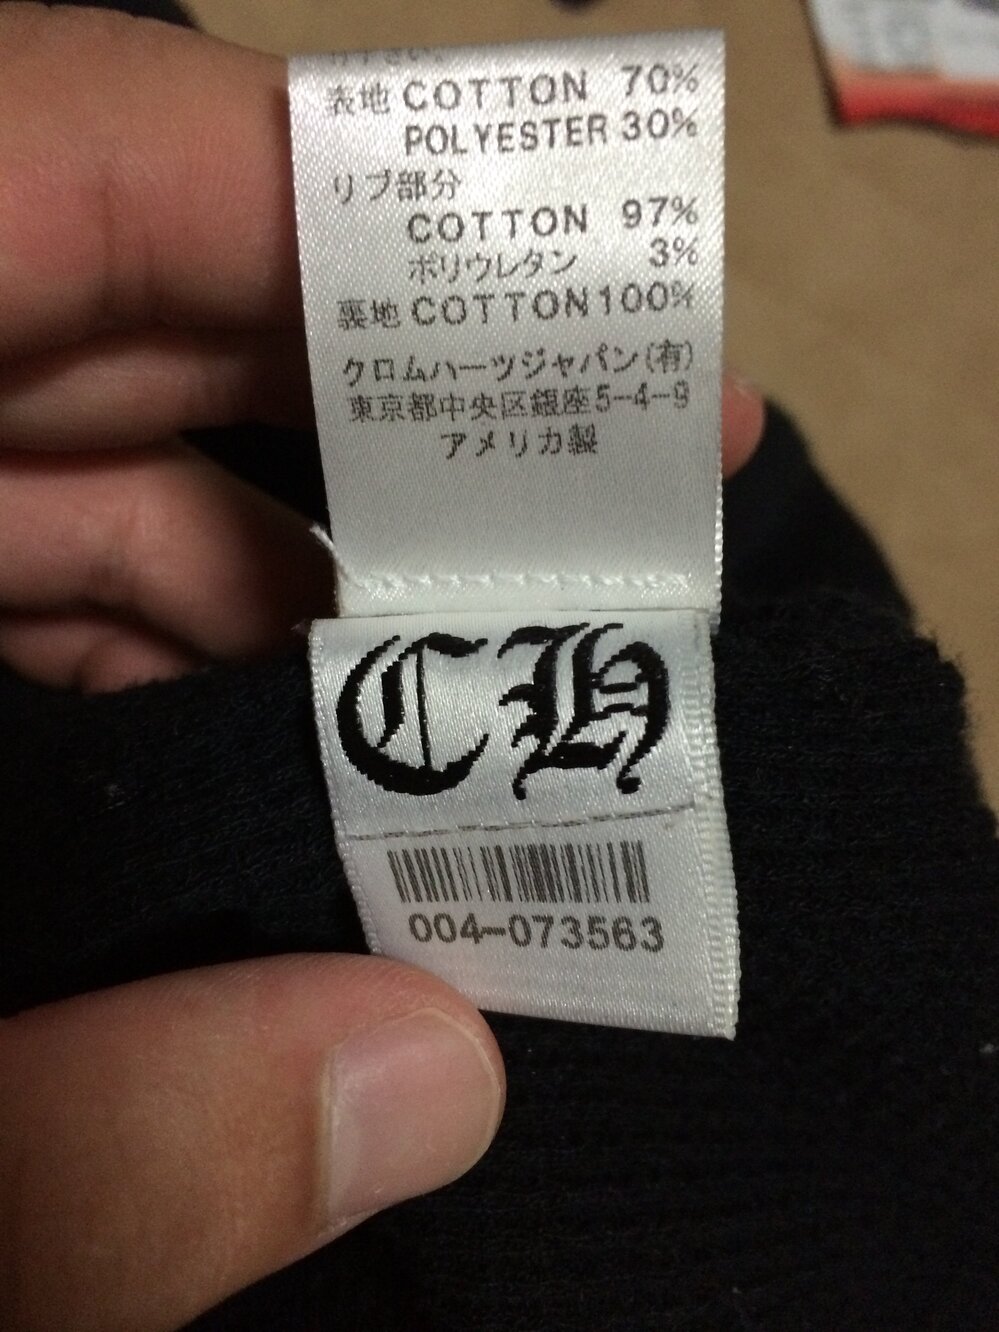 表地 COTTON 70%
POLYESTER 30%
リブ部分
COTTON 97%
ポリウレタン 3%
裏地 COTTON 100%
クロムハーツジャパン(有)
東京都中央区銀座5-4-9
アメリカ製
CH
004-073563